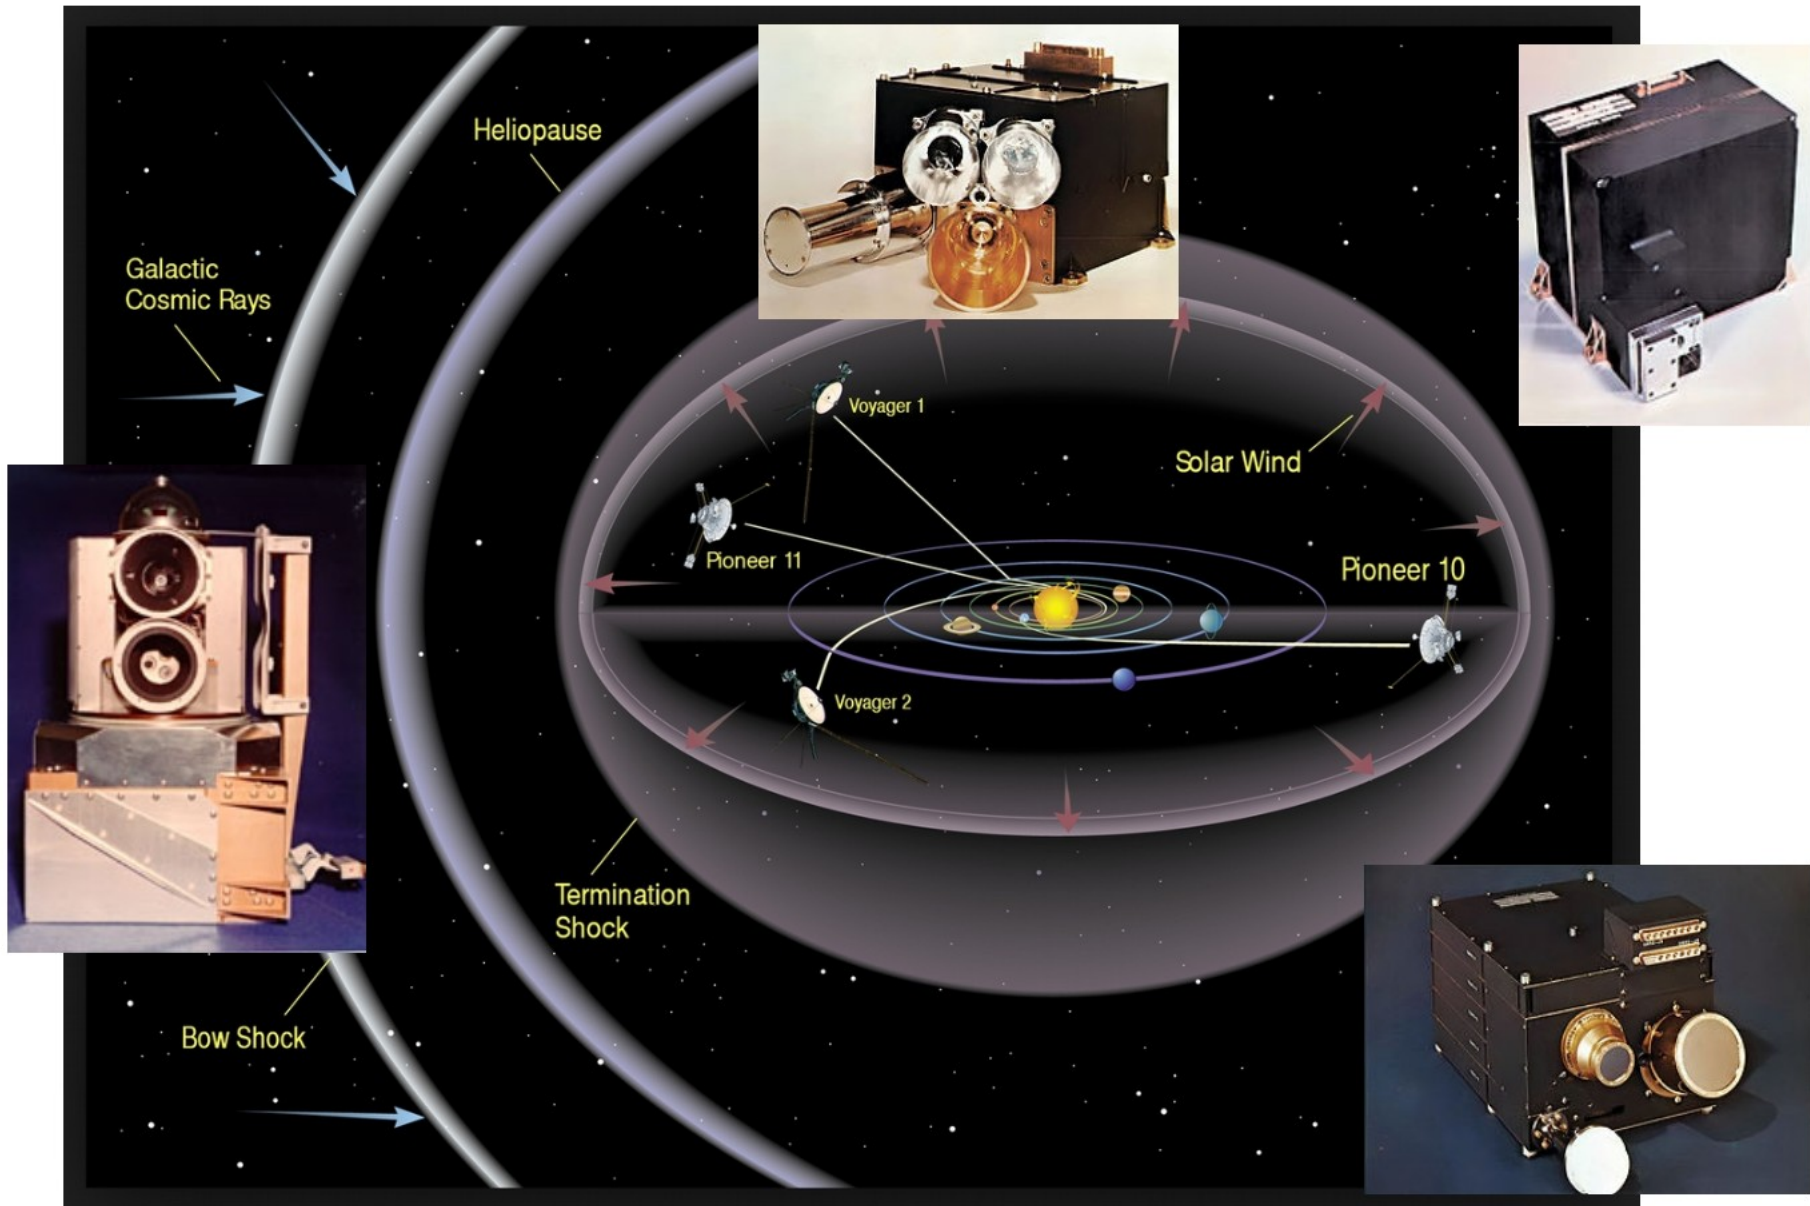 Heliopause
Galactic
Cosmic Rays
Voyager 1
Solar Wind
Pioneer 11
Pioneer 10
Voyager 2
Termination
Shock
Bow Shock